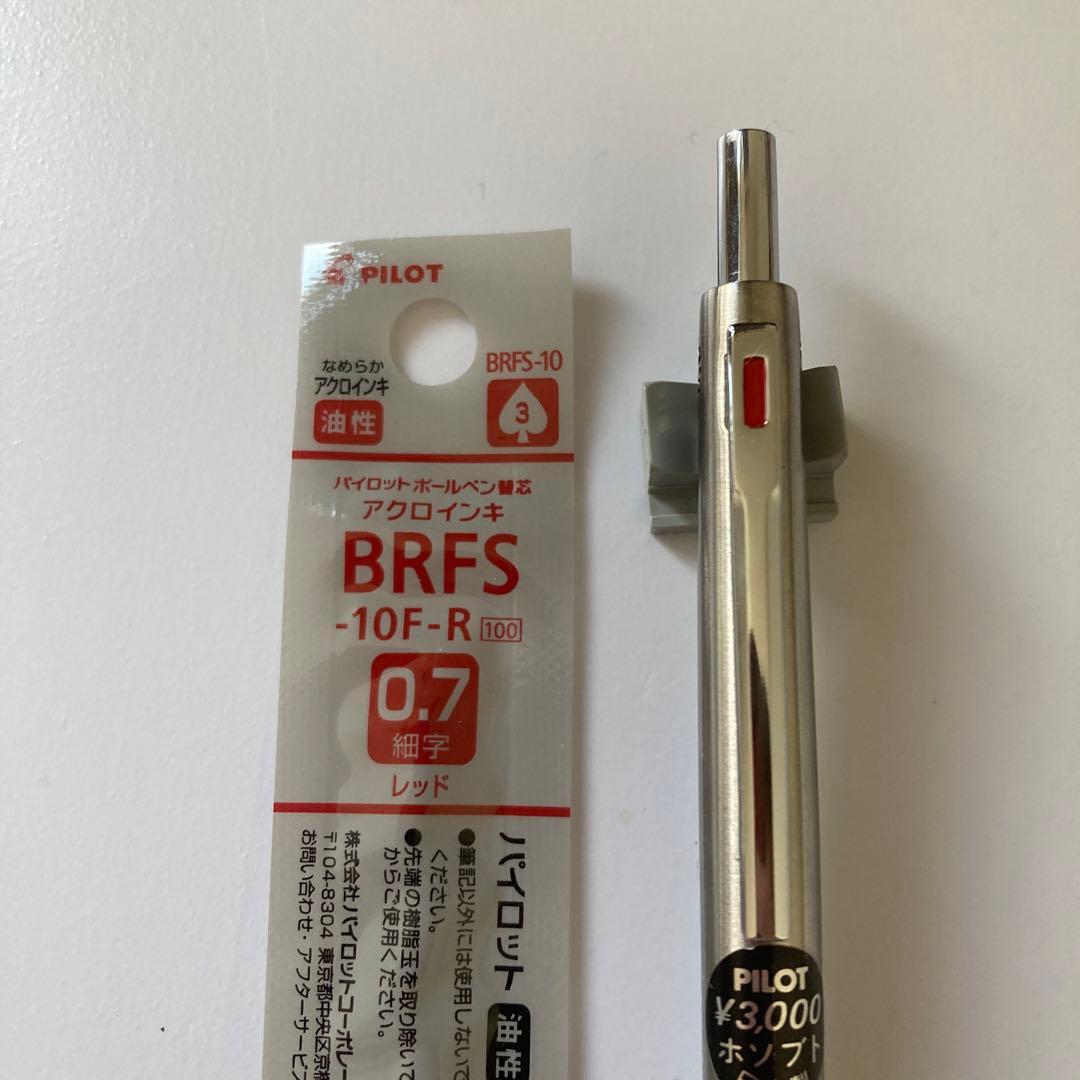 PILOT
なめらか
アクロインキ
油性
BRFS-10
3
パイロットボールペン替芯
アクロインキ
BRFS
-10F-R 100
0.7
細字
レッド
パイロット 油性
●筆記以外には使用しないで
ください。
●先端の樹脂玉を取り除いて
からご使用ください。
株式会社パイロットコーポレー
〒104-8304 東京都中央区京橋
お問い合わせ・アフターサービス
PILOT
¥3,000
ホソブト